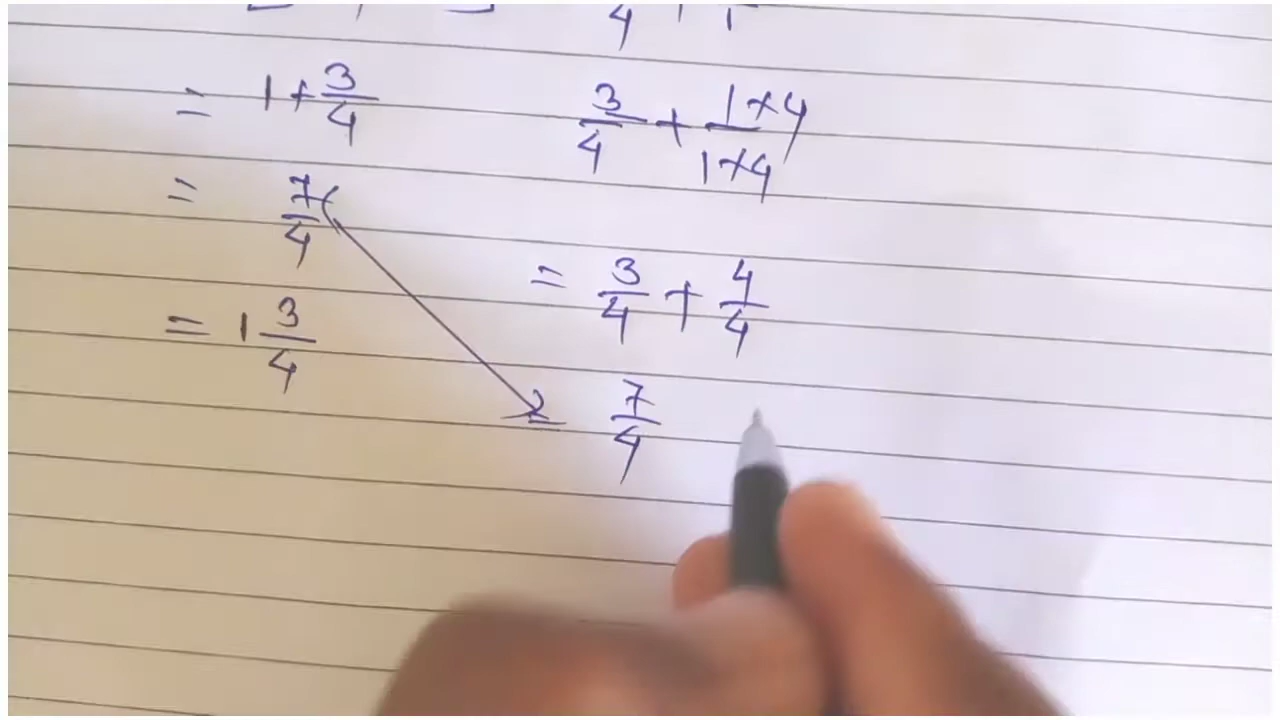 = 1 + 3/4
= 7/4
= 1 3/4
3/4 + 1×4/1×4
= 3/4 + 4/4
= 7/4